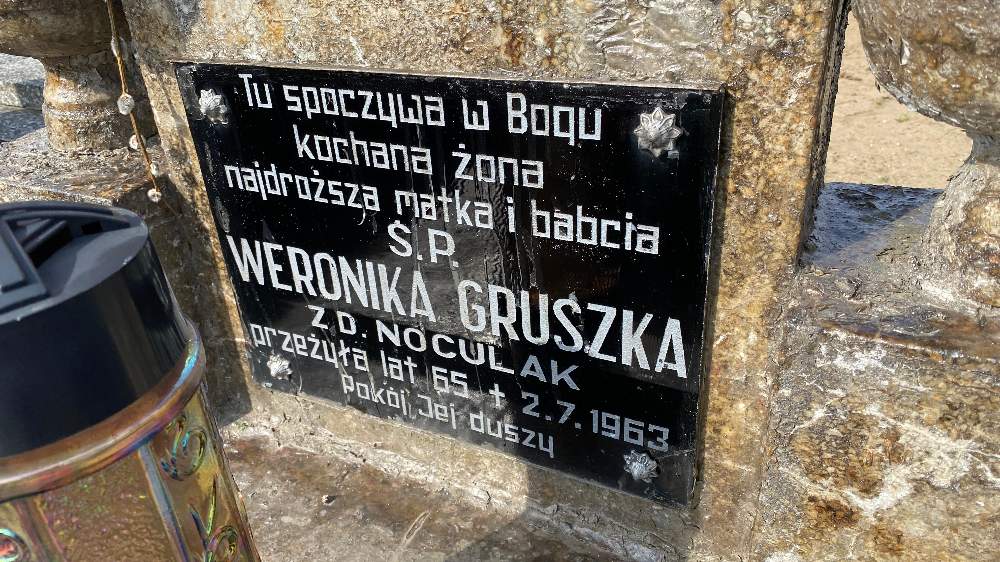 Tu spoczywa w Bogu
kochana żona
najdroższa matka i babcia
Ś.P.
WERONIKA GRUSZKA
Z D. NOCULAK
przeżyła lat 65 + 2.7.1963
Pokój Jej duszy